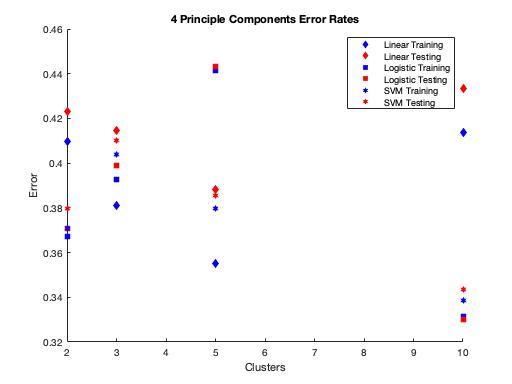 4 Principle Components Error Rates
0.46
0.44
0.42
0.4
0.38
0.36
0.34
0.32
Error
Linear Training
Linear Testing
Logistic Training
Logistic Testing
SVM Training
SVM Testing
2 3 4 5 6 7 8 9 10
Clusters